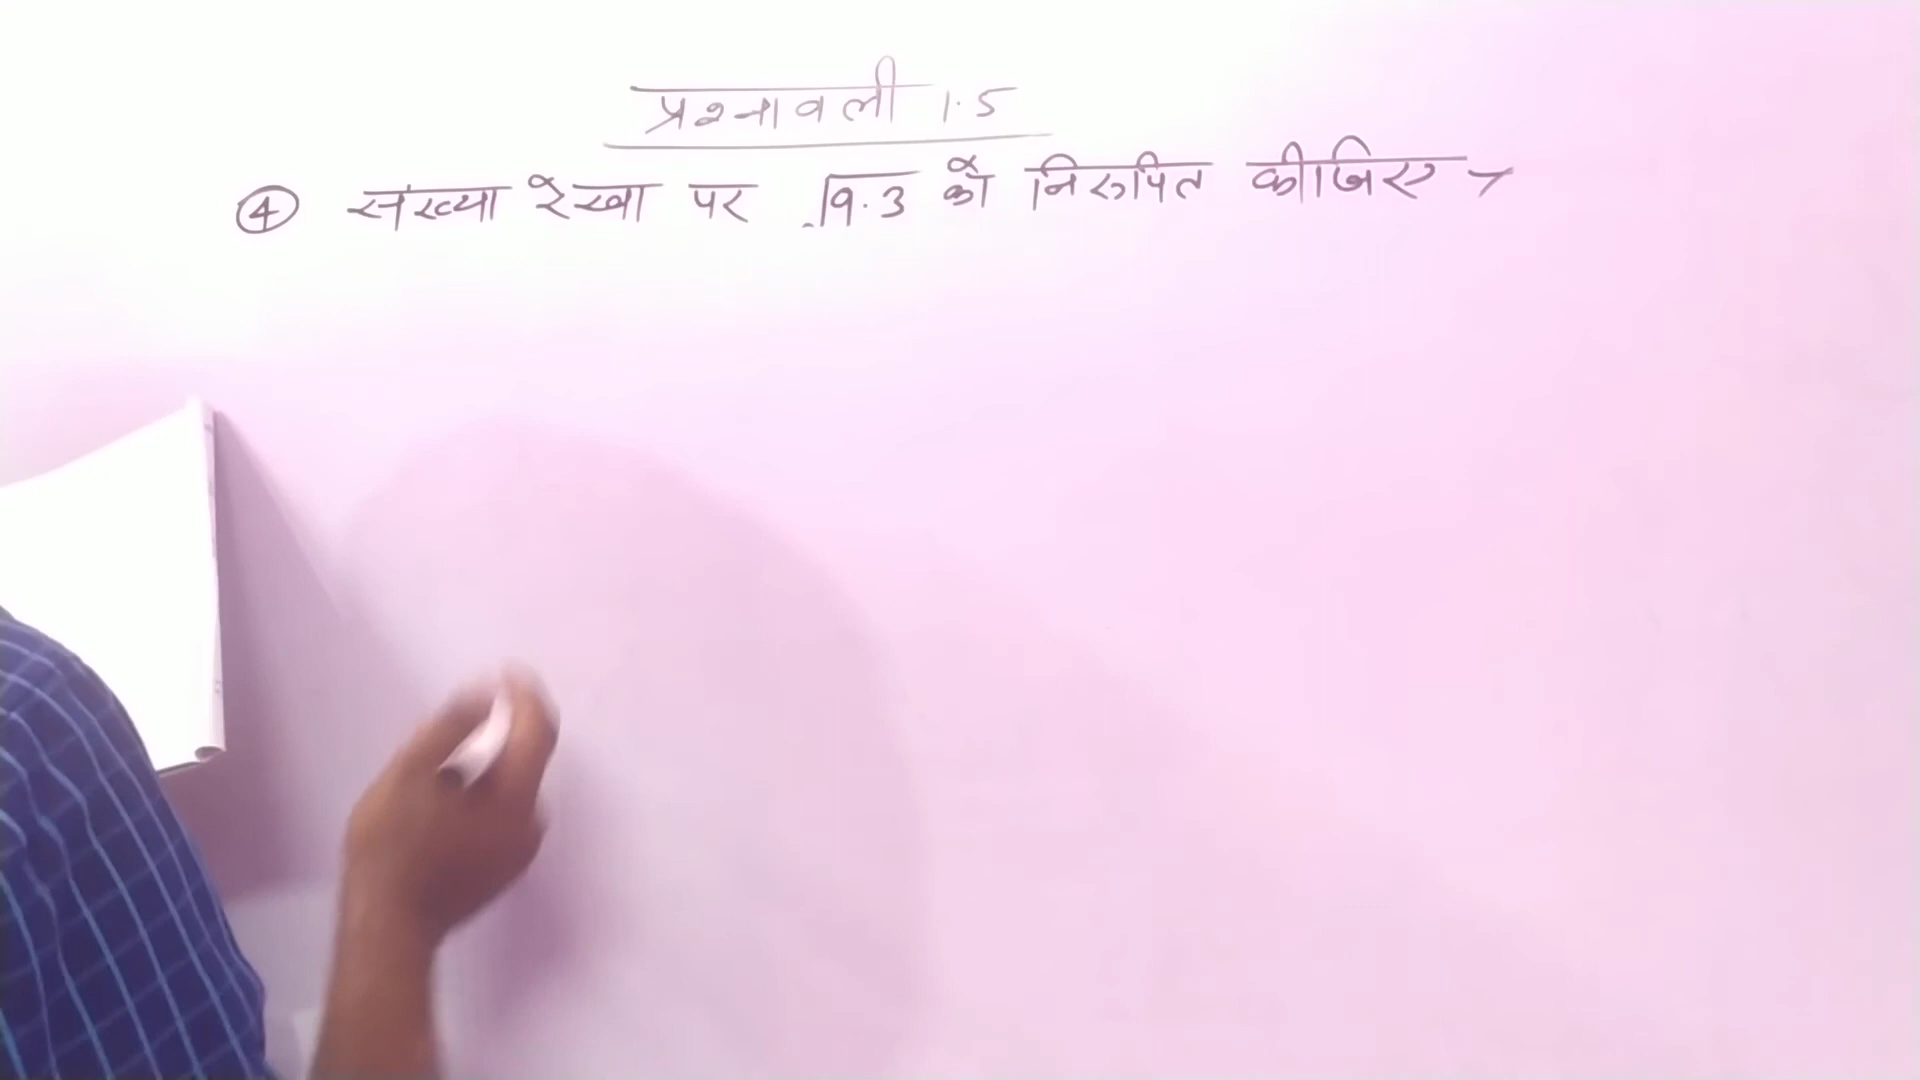 प्रश्नावली 1.5
④ संख्या रेखा पर √9.3 को निरुपित कीजिए >